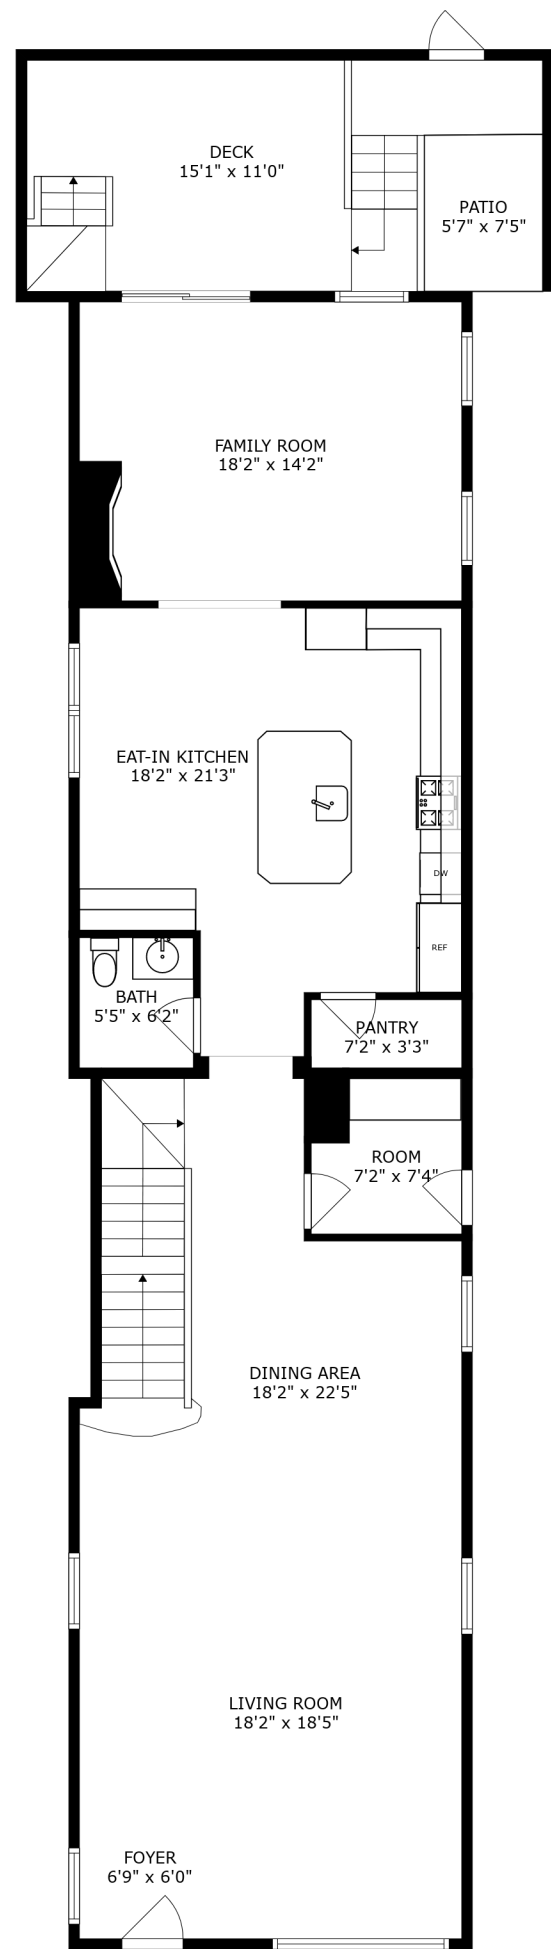 DECK
15'1" x 11'0"
PATIO
5'7" x 7'5"
FAMILY ROOM
18'2" x 14'2"
EAT-IN KITCHEN
18'2" x 21'3"
DW
REF
BATH
5'5" x 6'2"
PANTRY
7'2" x 3'3"
ROOM
7'2" x 7'4"
DINING AREA
18'2" x 22'5"
LIVING ROOM
18'2" x 18'5"
FOYER
6'9" x 6'0"